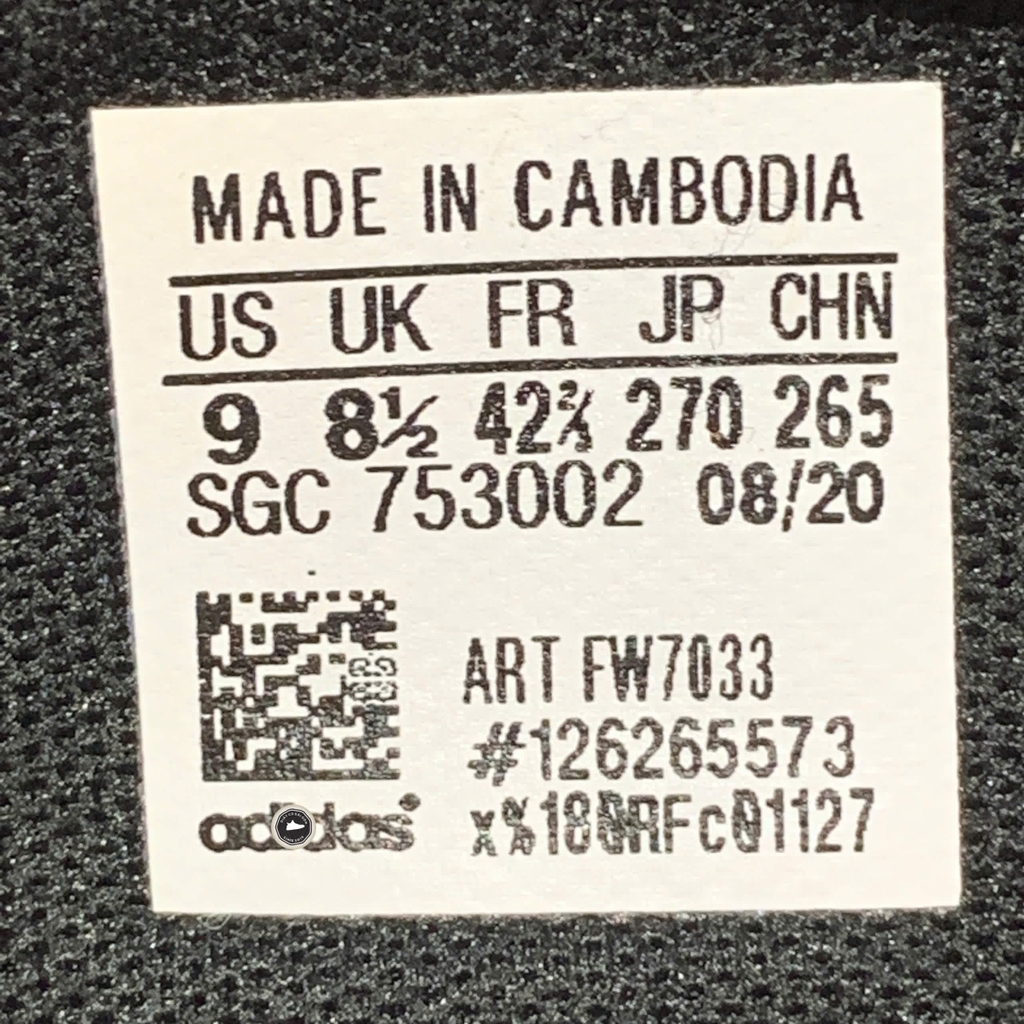 MADE IN CAMBODIA
US UK FR JP CHN
9 8½ 42⅔ 270 265
SGC 753002 08/20
ART FW7033
#126265573
adidas